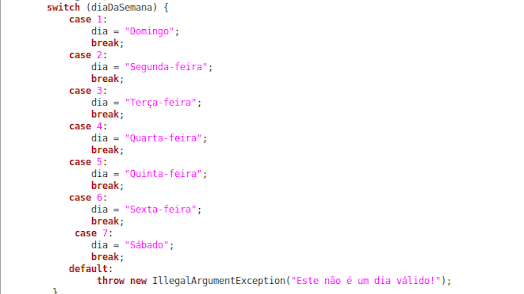 switch (diaDaSemana) {
case 1:
dia = "Domingo";
break;
case 2:
dia = "Segunda-feira";
break;
case 3:
dia = "Terça-feira";
break;
case 4:
dia = "Quarta-feira";
break;
case 5:
dia = "Quinta-feira";
break;
case 6:
dia = "Sexta-feira";
break;
case 7:
dia = "Sábado";
break;
default:
throw new IllegalArgumentException("Este não é um dia válido!");
}